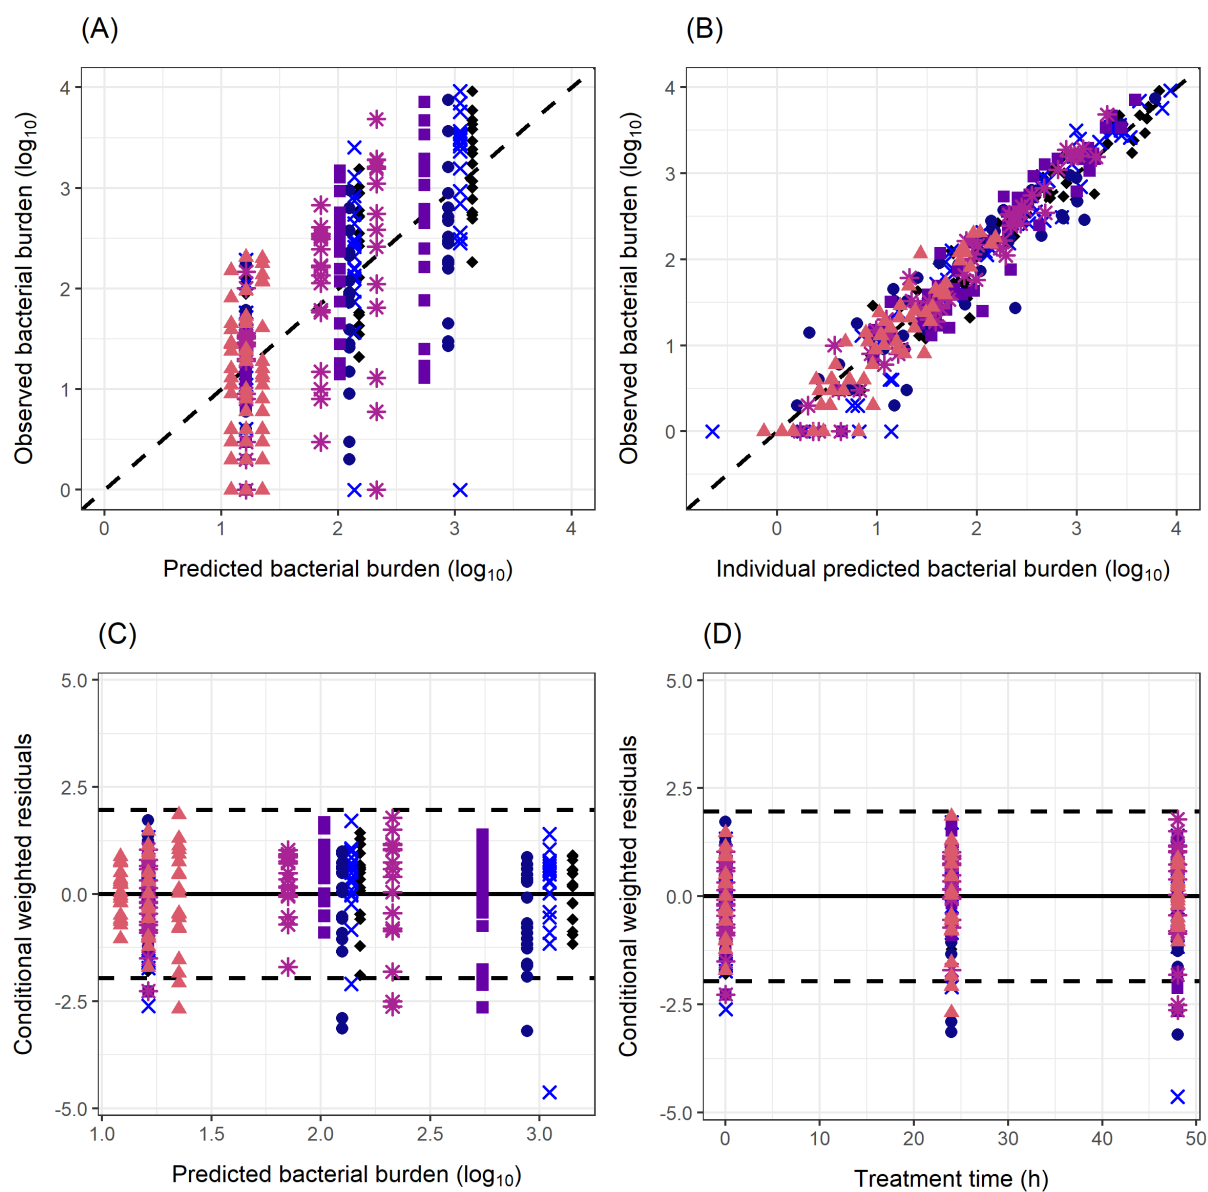 (A)
4
3
2
1
0
0 1 2 3 4
Observed bacterial burden (log10)
Predicted bacterial burden (log10)
(B)
4
3
2
1
0
0 1 2 3 4
Observed bacterial burden (log10)
Individual predicted bacterial burden (log10)
(C)
5.0
2.5
0.0
-2.5
-5.0
1.0 1.5 2.0 2.5 3.0
Conditional weighted residuals
Predicted bacterial burden (log10)
(D)
5.0
2.5
0.0
-2.5
-5.0
0 10 20 30 40 50
Conditional weighted residuals
Treatment time (h)